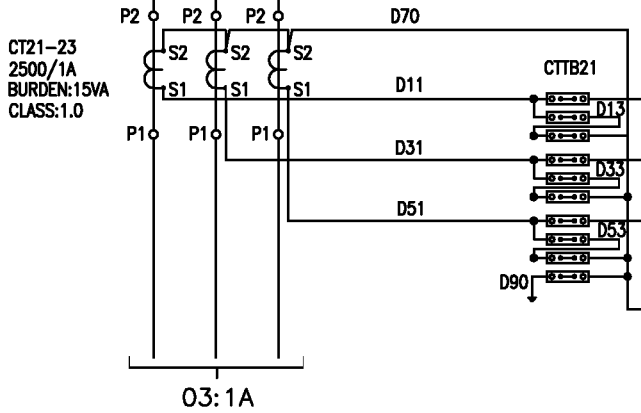 P2 P2 P2 D70
CT21-23
2500/1A
BURDEN:15VA
CLASS:1.0
S2 S2 S2
CTTB21
S1 S1 S1 D11
D13
P1 P1 P1
D31
D33
D51
D53
D90
03:1A